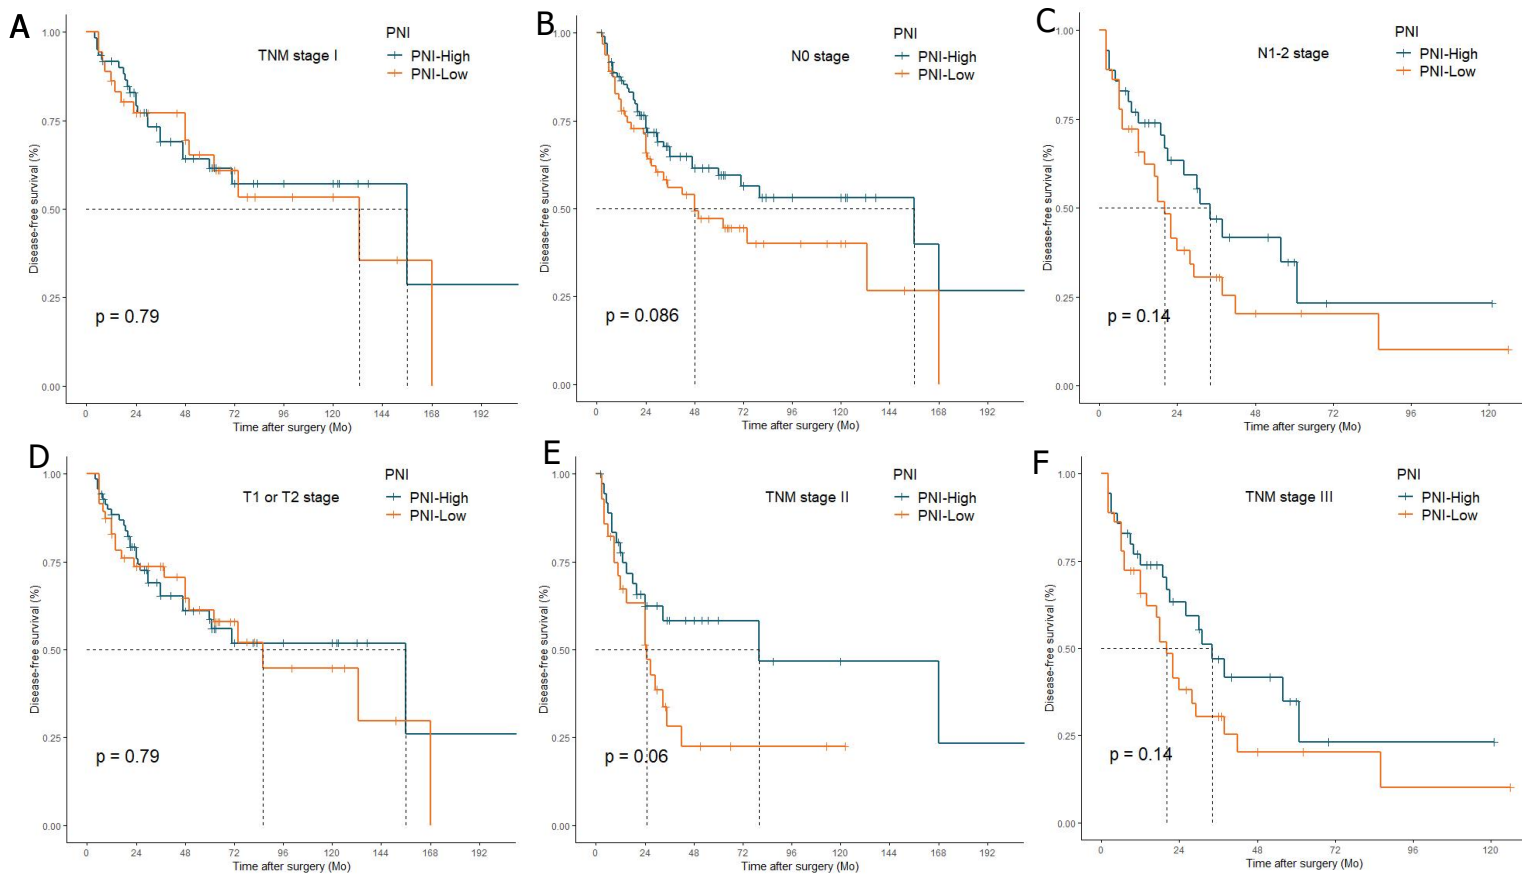 A
TNM stage I
PNI
PNI-High
PNI-Low
Disease-free survival (%)
1.00
0.75
0.50
0.25
0.00
p = 0.79
0 24 48 72 96 120 144 168 192
Time after surgery (Mo)
B
N0 stage
PNI
PNI-High
PNI-Low
Disease-free survival (%)
1.00
0.75
0.50
0.25
0.00
p = 0.086
0 24 48 72 96 120 144 168 192
Time after surgery (Mo)
C
N1-2 stage
PNI
PNI-High
PNI-Low
Disease-free survival (%)
1.00
0.75
0.50
0.25
0.00
p = 0.14
0 24 48 72 96 120
Time after surgery (Mo)
D
T1 or T2 stage
PNI
PNI-High
PNI-Low
Disease-free survival (%)
1.00
0.75
0.50
0.25
0.00
p = 0.79
0 24 48 72 96 120 144 168 192
Time after surgery (Mo)
E
TNM stage II
PNI
PNI-High
PNI-Low
Disease-free survival (%)
1.00
0.75
0.50
0.25
0.00
p = 0.06
0 24 48 72 96 120 144 168 192
Time after surgery (Mo)
F
TNM stage III
PNI
PNI-High
PNI-Low
Disease-free survival (%)
1.00
0.75
0.50
0.25
0.00
p = 0.14
0 24 48 72 96 120
Time after surgery (Mo)